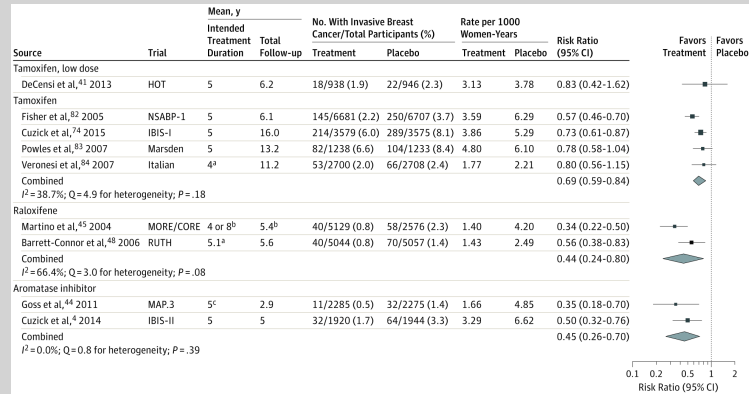 Mean, y
Intended Treatment Duration Total Follow-up No. With Invasive Breast Cancer/Total Participants (%) Rate per 1000 Women-Years Risk Ratio (95% CI) Favors Treatment Favors Placebo
Source Trial Treatment Placebo Treatment Placebo
Tamoxifen, low dose
DeCensi et al,41 2013 HOT 5 6.2 18/938 (1.9) 22/946 (2.3) 3.13 3.78 0.83 (0.42-1.62)
Tamoxifen
Fisher et al,82 2005 NSABP-1 5 6.1 145/6681 (2.2) 250/6707 (3.7) 3.59 6.29 0.57 (0.46-0.70)
Cuzick et al,74 2015 IBIS-I 5 16.0 214/3579 (6.0) 289/3575 (8.1) 3.86 5.29 0.73 (0.61-0.87)
Powles et al,83 2007 Marsden 5 13.2 82/1238 (6.6) 104/1233 (8.4) 4.80 6.10 0.78 (0.58-1.04)
Veronesi et al,84 2007 Italian 4a 11.2 53/2700 (2.0) 66/2708 (2.4) 1.77 2.21 0.80 (0.56-1.15)
Combined 0.69 (0.59-0.84)
I2=38.7%; Q=4.9 for heterogeneity; P=.18
Raloxifene
Martino et al,45 2004 MORE/CORE 4 or 8b 5.4b 40/5129 (0.8) 58/2576 (2.3) 1.40 4.20 0.34 (0.22-0.50)
Barrett-Connor et al,48 2006 RUTH 5.1a 5.6 40/5044 (0.8) 70/5057 (1.4) 1.43 2.49 0.56 (0.38-0.83)
Combined 0.44 (0.24-0.80)
I2=66.4%; Q=3.0 for heterogeneity; P=.08
Aromatase inhibitor
Goss et al,44 2011 MAP.3 5c 2.9 11/2285 (0.5) 32/2275 (1.4) 1.66 4.85 0.35 (0.18-0.70)
Cuzick et al,4 2014 IBIS-II 5 5 32/1920 (1.7) 64/1944 (3.3) 3.29 6.62 0.50 (0.32-0.76)
Combined 0.45 (0.26-0.70)
I2=0.0%; Q=0.8 for heterogeneity; P=.39
0.1 0.2 0.5 1 2
Risk Ratio (95% CI)